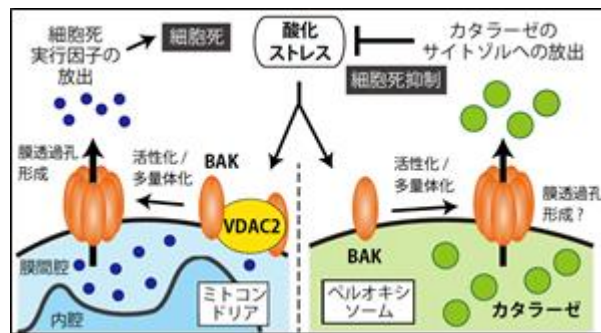 細胞死
実行因子の
放出
細胞死
酸化
ストレス
カタラーゼの
サイトゾルへの放出
細胞死抑制
膜透過孔
形成
活性化 /
多量体化
BAK
VDAC2
膜間腔
内腔
ミトコン
ドリア
活性化 /
多量体化
膜透過孔
形成 ?
BAK
ペルオキシ
ソーム
カタラーゼ